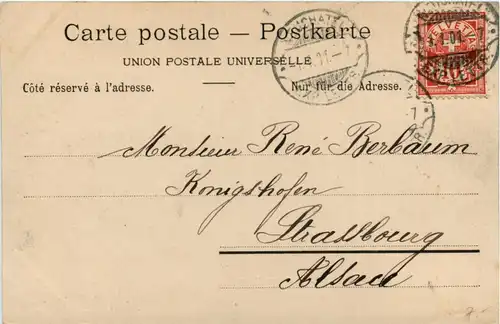 Carte postale — Postkarte
UNION POSTALE UNIVERSELLE
Côté réservé à l'adresse.
Nur für die Adresse.
HELVETIA
Monsieur René Berbaum
Konigshofen
Strassbourg
Alsace